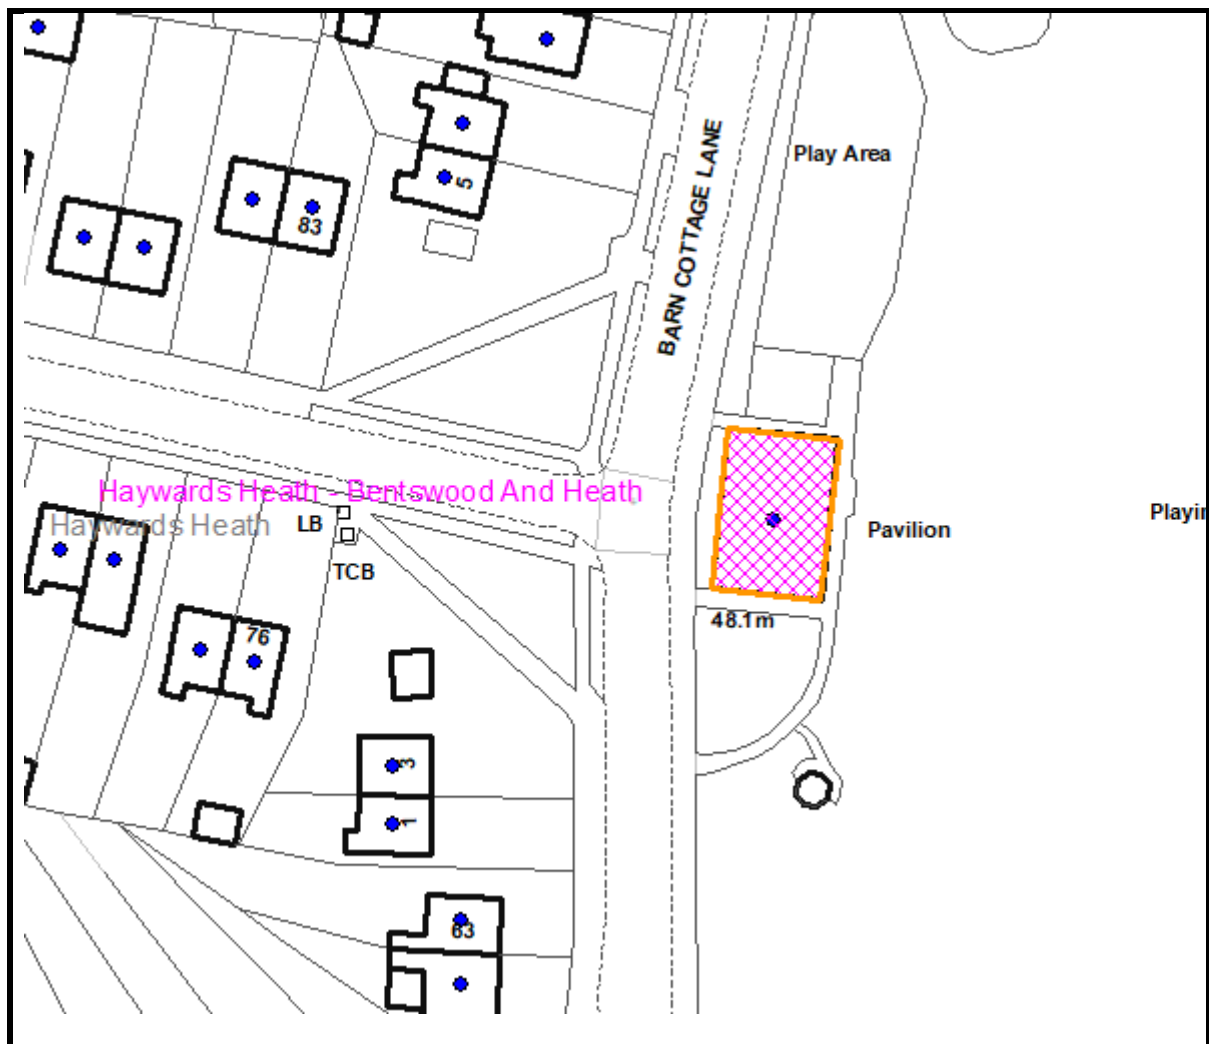 Play Area
BARN COTTAGE LANE
5
83
Haywards Heath - Bentswood And Heath
Haywards Heath
LB
TCB
Pavilion
48.1m
76
3
1
63